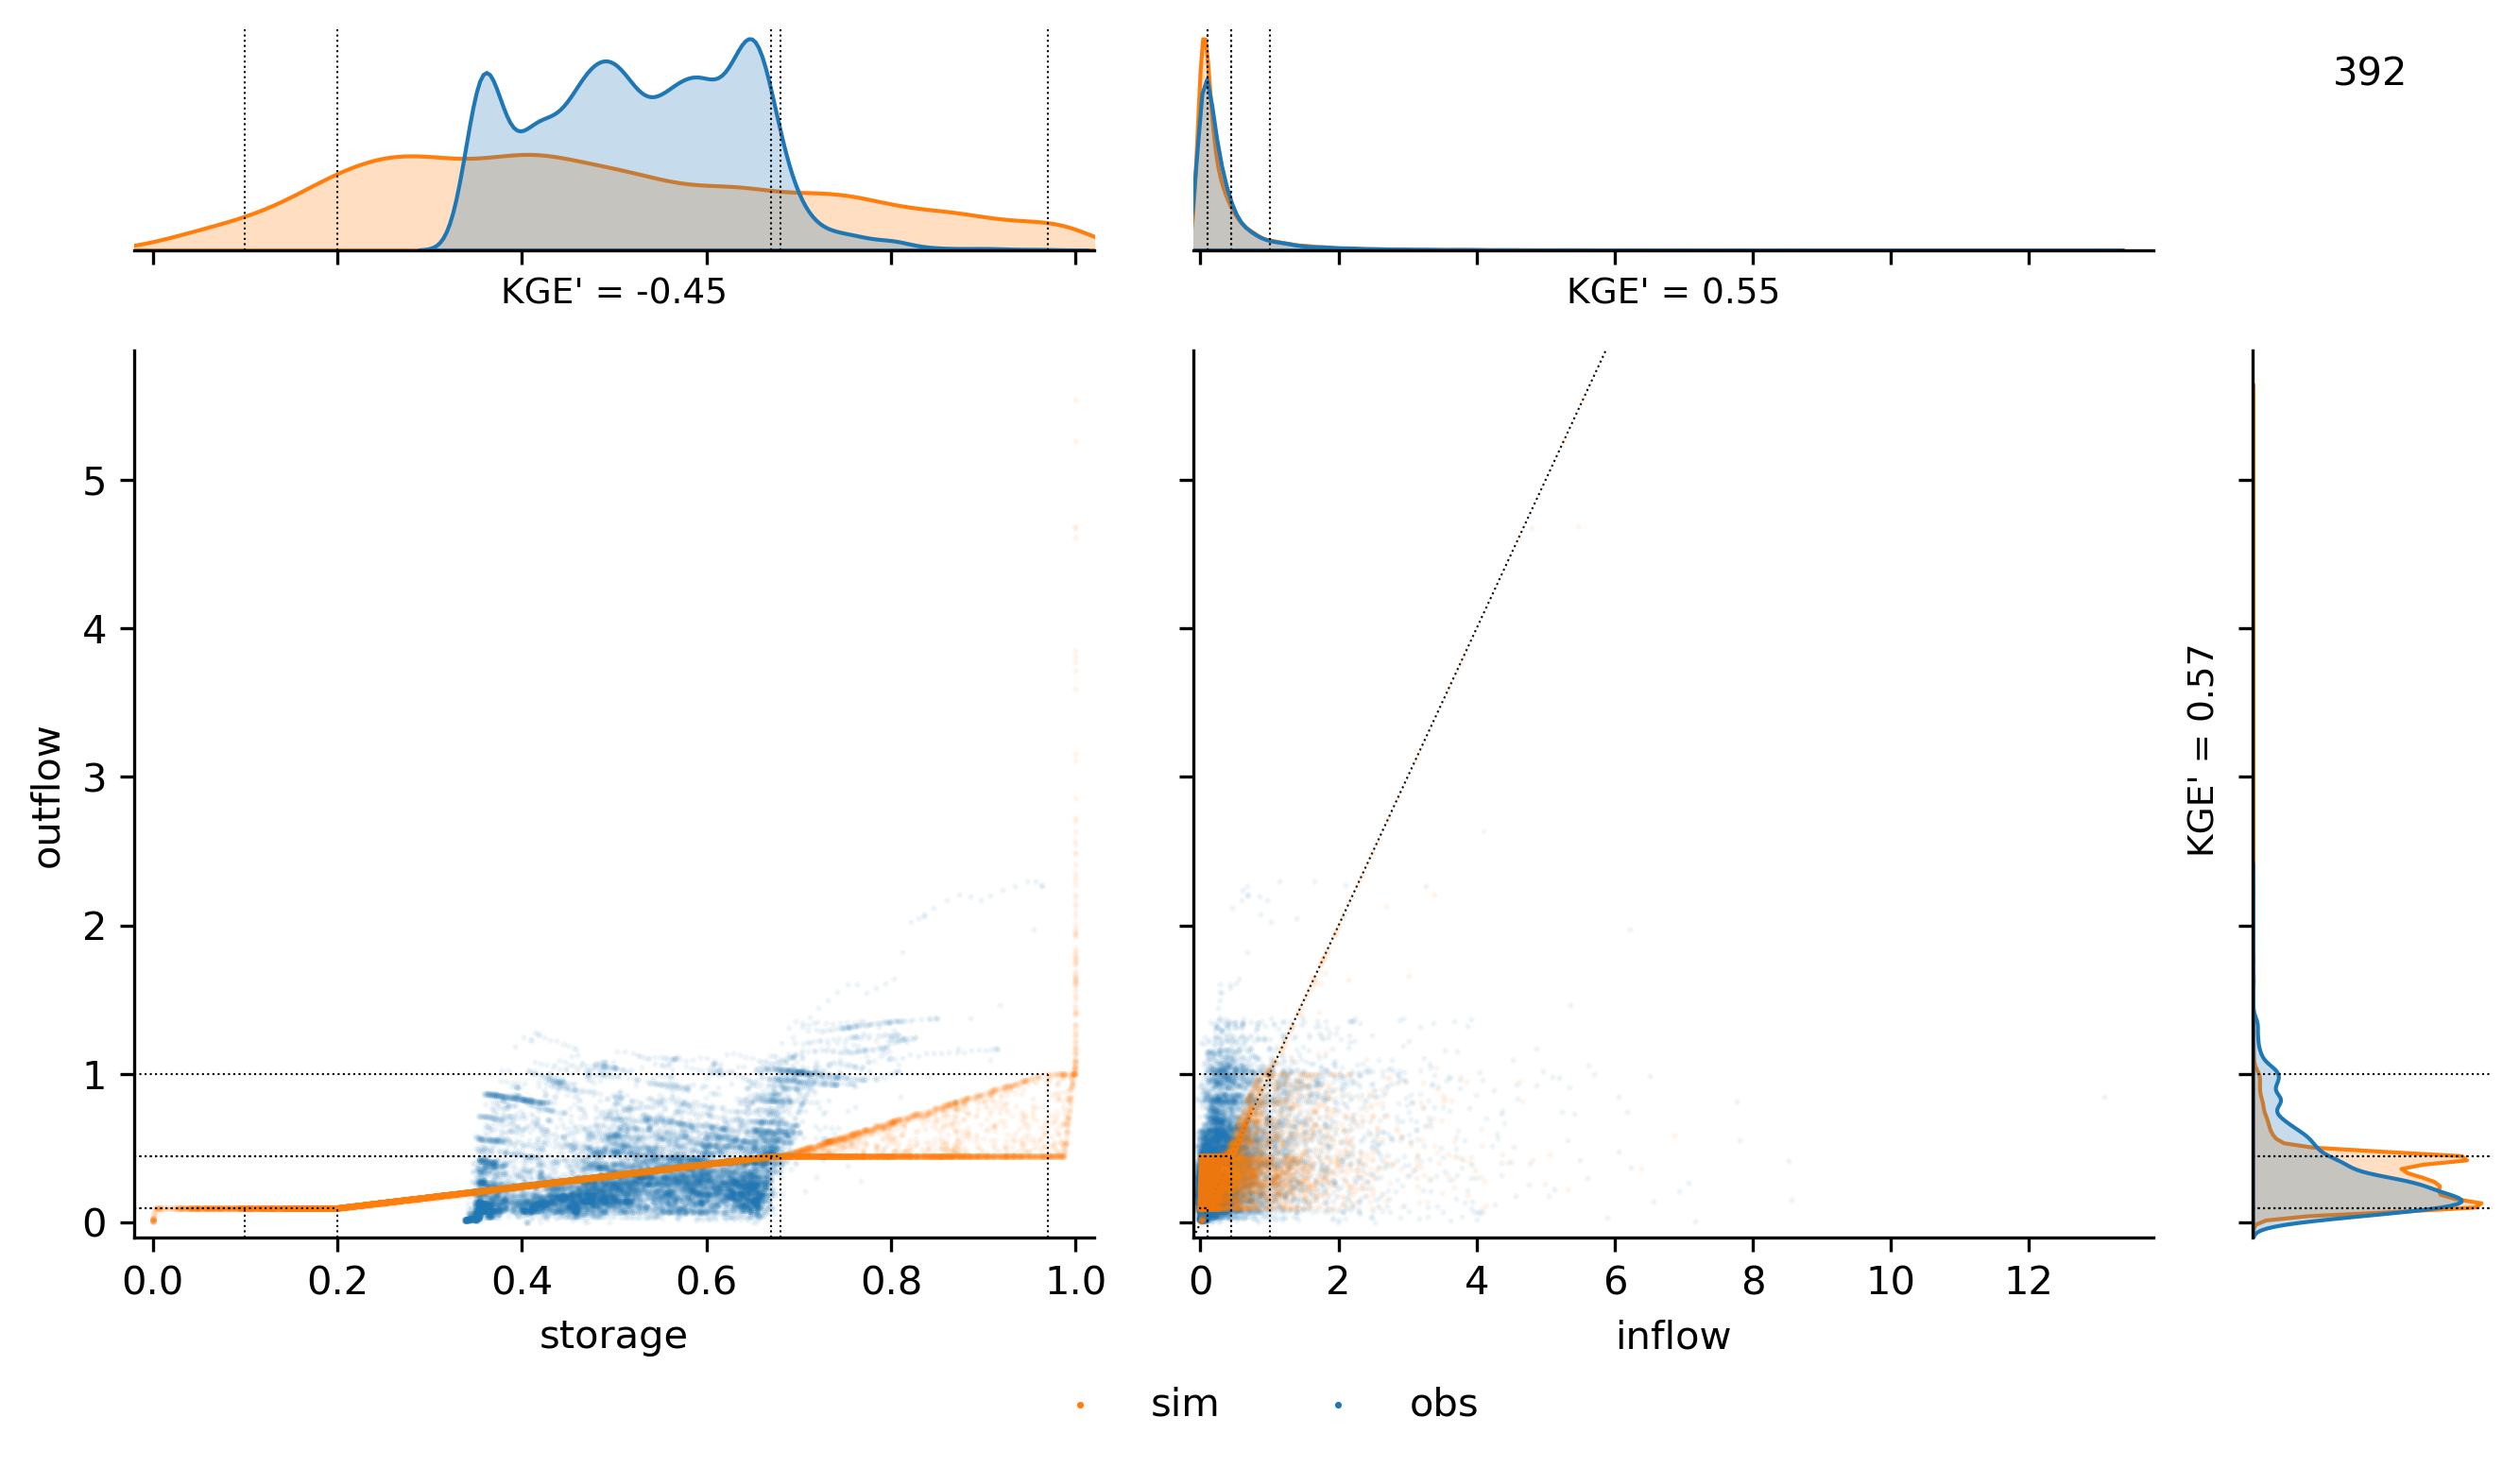 392
KGE' = -0.45
KGE' = 0.55
outflow
5
4
3
2
1
0
KGE' = 0.57
0.0 0.2 0.4 0.6 0.8 1.0
0 2 4 6 8 10 12
storage
inflow
sim obs